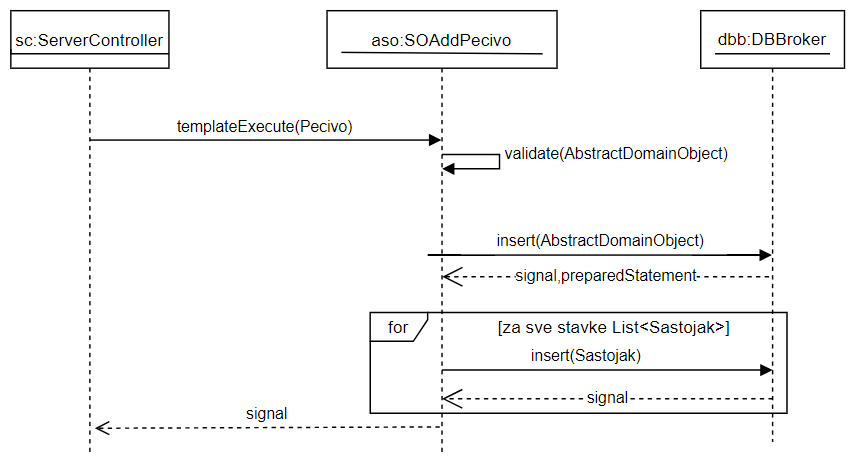 sc:ServerController
aso:SOAddPecivo
dbb:DBBroker
templateExecute(Pecivo)
validate(AbstractDomainObject)
insert(AbstractDomainObject)
signal,preparedStatement
for
[za sve stavke List<Sastojak>]
insert(Sastojak)
signal
signal